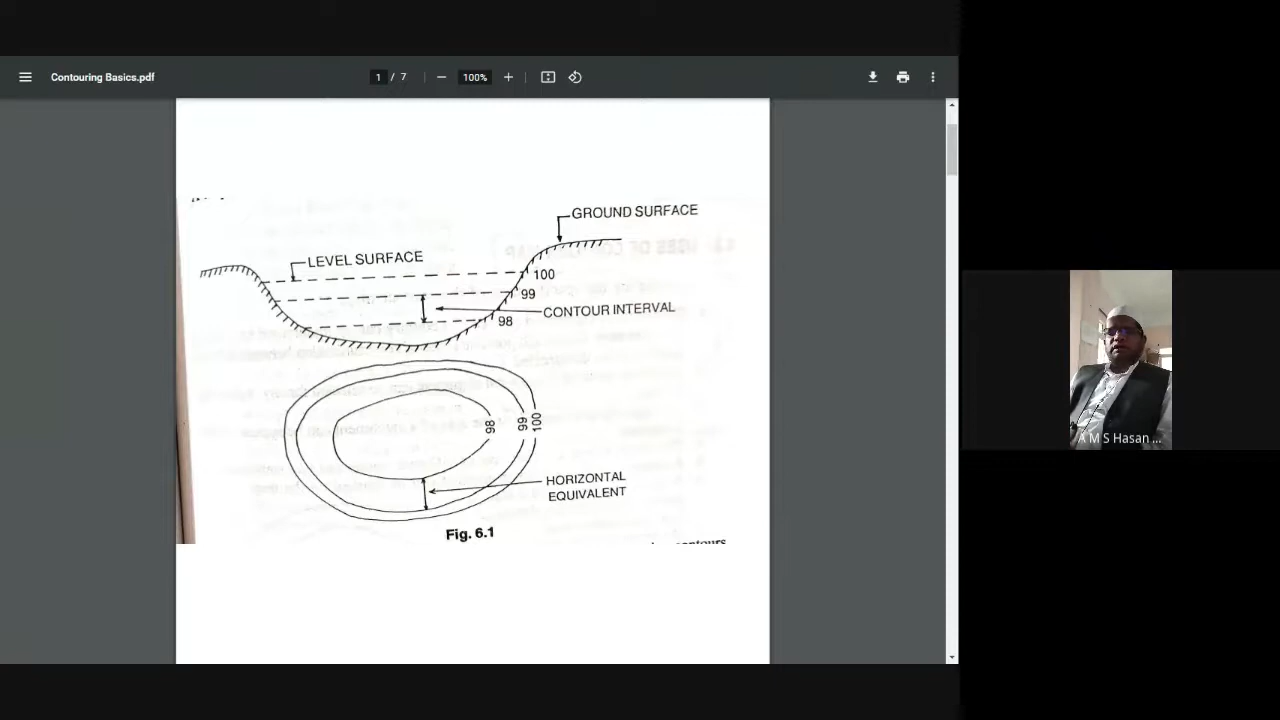 Contouring Basics.pdf
1 / 7
100%
GROUND SURFACE
LEVEL SURFACE
100
99
CONTOUR INTERVAL
98
98
99
100
HORIZONTAL
EQUIVALENT
Fig. 6.1
contours
A M S Hasan ...